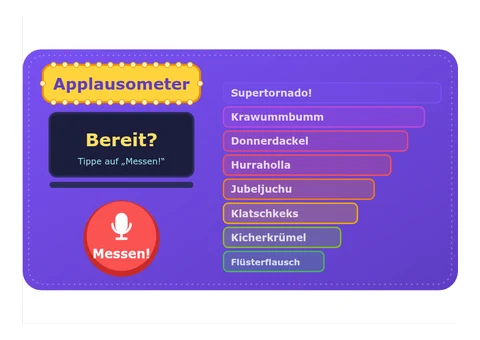 Applausometer
Bereit?
Tippe auf „Messen!“
Messen!
Supertornado!
Krawummbumm
Donnerdackel
Hurraholla
Jubeljuchu
Klatschkeks
Kicherkrümel
Flüsterflausch